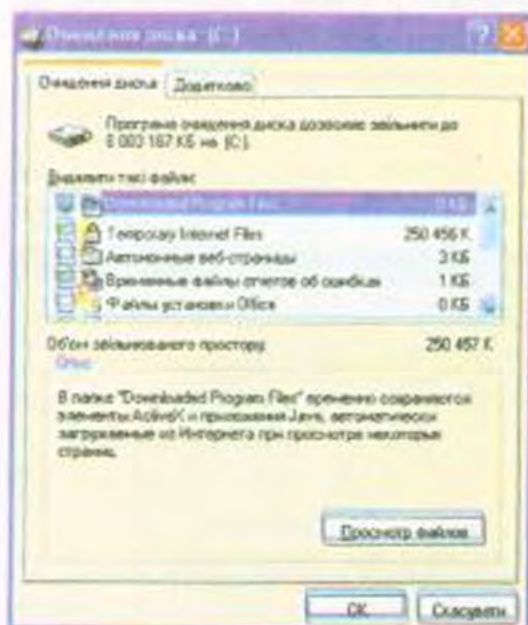 Очищення диска (C:)
Очищення диска Додатково
Програма очищення диска дозволяє звільнити до
6 003 167 КБ на (C:).
Видалити такі файли:
Downloaded Program Files 0 КБ
Temporary Internet Files 250 456 К
Автономные веб-страницы 3 КБ
Временные файлы отчетов об ошибках 1 КБ
Файлы установки Office 0 КБ
Об'єм звільнюваного простору: 250 457 К
Опис
В папке "Downloaded Program Files" временно сохраняются
элементы ActiveX и приложения Java, автоматически
загружаемые из Интернета при просмотре некоторых
страниц.
Просмотр файлов
ОК Скасувати